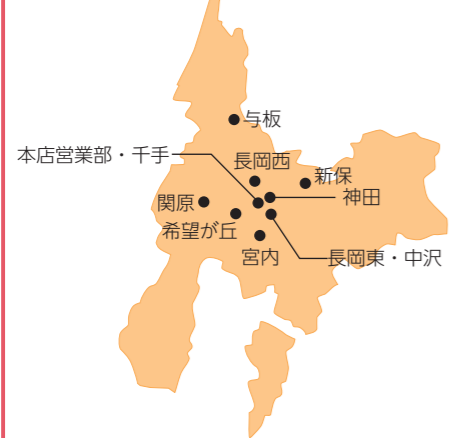 与板
本店営業部・千手
長岡西
新保
神田
関原
希望が丘
宮内
長岡東・中沢